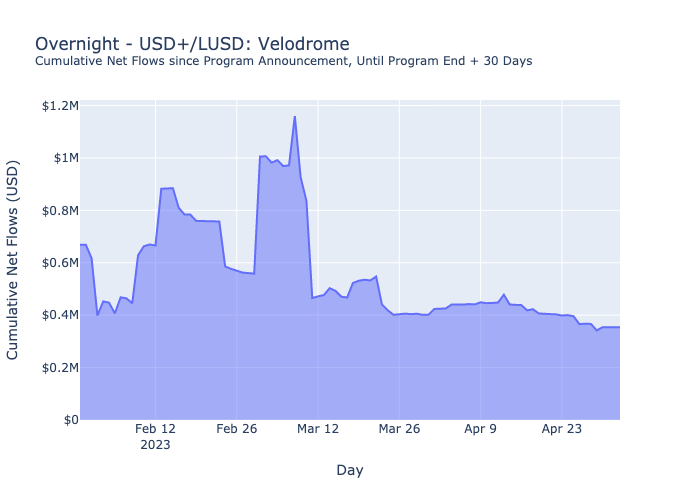 Overnight - USD+/LUSD: Velodrome
Cumulative Net Flows since Program Announcement, Until Program End + 30 Days
Cumulative Net Flows (USD)
$1.2M
$1M
$0.8M
$0.6M
$0.4M
$0.2M
$0
Feb 12 Feb 26 Mar 12 Mar 26 Apr 9 Apr 23
2023
Day